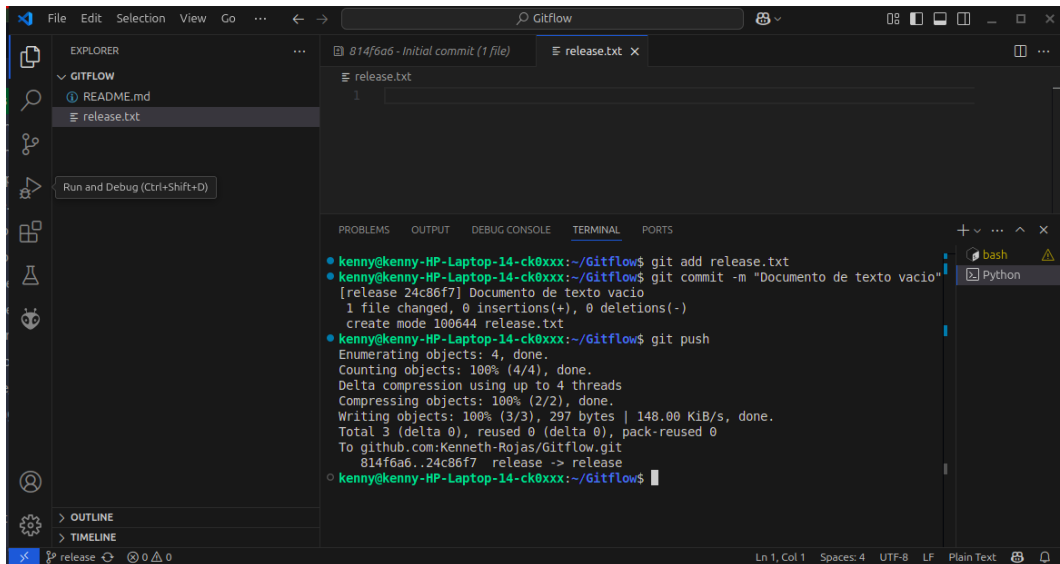 File Edit Selection View Go ··· Gitflow
EXPLORER ···
GITFLOW
README.md
release.txt
Run and Debug (Ctrl+Shift+D)
OUTLINE
TIMELINE
814f6a6 - Initial commit (1 file) release.txt
release.txt
1
PROBLEMS OUTPUT DEBUG CONSOLE TERMINAL PORTS
kenny@kenny-HP-Laptop-14-ck0xxx:~/Gitflow$ git add release.txt
kenny@kenny-HP-Laptop-14-ck0xxx:~/Gitflow$ git commit -m "Documento de texto vacio"
[release 24c86f7] Documento de texto vacio
1 file changed, 0 insertions(+), 0 deletions(-)
create mode 100644 release.txt
kenny@kenny-HP-Laptop-14-ck0xxx:~/Gitflow$ git push
Enumerating objects: 4, done.
Counting objects: 100% (4/4), done.
Delta compression using up to 4 threads
Compressing objects: 100% (2/2), done.
Writing objects: 100% (3/3), 297 bytes | 148.00 KiB/s, done.
Total 3 (delta 0), reused 0 (delta 0), pack-reused 0
To github.com:Kenneth-Rojas/Gitflow.git
814f6a6..24c86f7 release -> release
kenny@kenny-HP-Laptop-14-ck0xxx:~/Gitflow$
bash
Python
release 0 0 Ln 1, Col 1 Spaces: 4 UTF-8 LF Plain Text